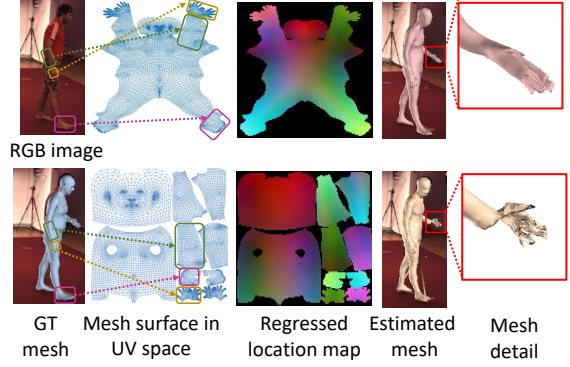 RGB image
GT
mesh
Mesh surface in
UV space
Regressed
location map
Estimated
mesh
Mesh
detail